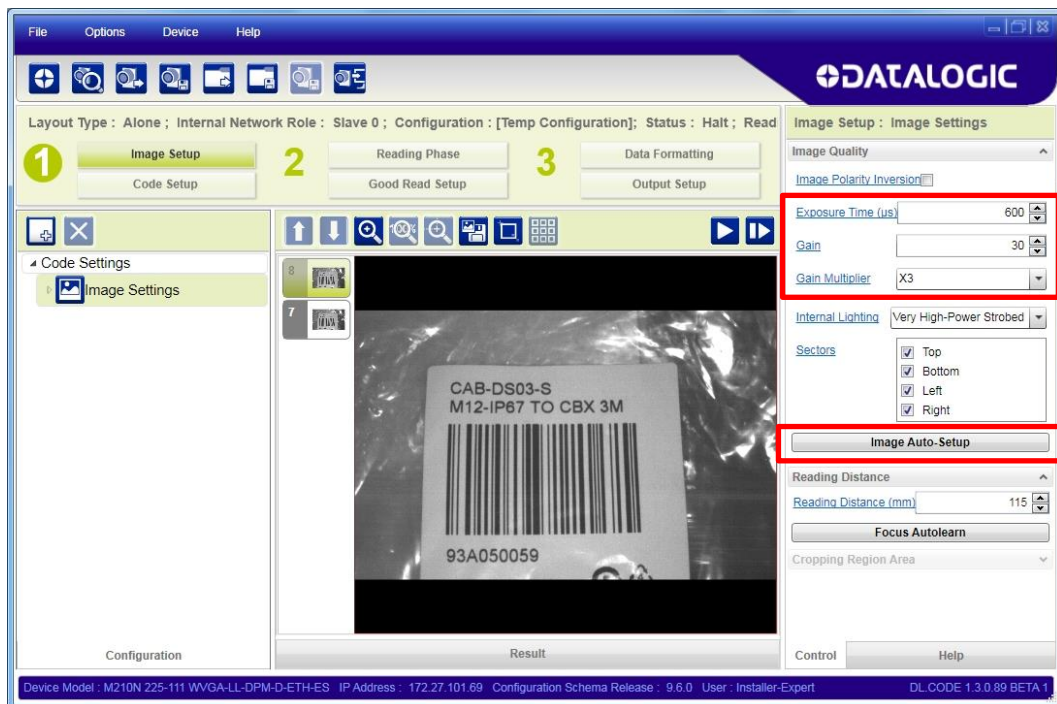 File Options Device Help
DATALOGIC
Layout Type : Alone ; Internal Network Role : Slave 0 ; Configuration : [Temp Configuration]; Status : Halt ; Read
Image Setup : Image Settings
1 Image Setup 2 Reading Phase 3 Data Formatting
Code Setup Good Read Setup Output Setup
Image Quality
Image Polarity Inversion
Exposure Time (µs) 600
Gain 30
Gain Multiplier X3
Internal Lighting Very High-Power Strobed
Sectors
Top
Bottom
Left
Right
Image Auto-Setup
Reading Distance
Reading Distance (mm) 115
Focus Autolearn
Cropping Region Area
Control Help
100%
Code Settings
Image Settings
8
7
CAB-DS03-S
M12-IP67 TO CBX 3M
93A050059
Configuration
Result
Device Model : M210N 225-111 WVGA-LL-DPM-D-ETH-ES IP Address : 172.27.101.69 Configuration Schema Release : 9.6.0 User : Installer-Expert DL.CODE 1.3.0.89 BETA 1